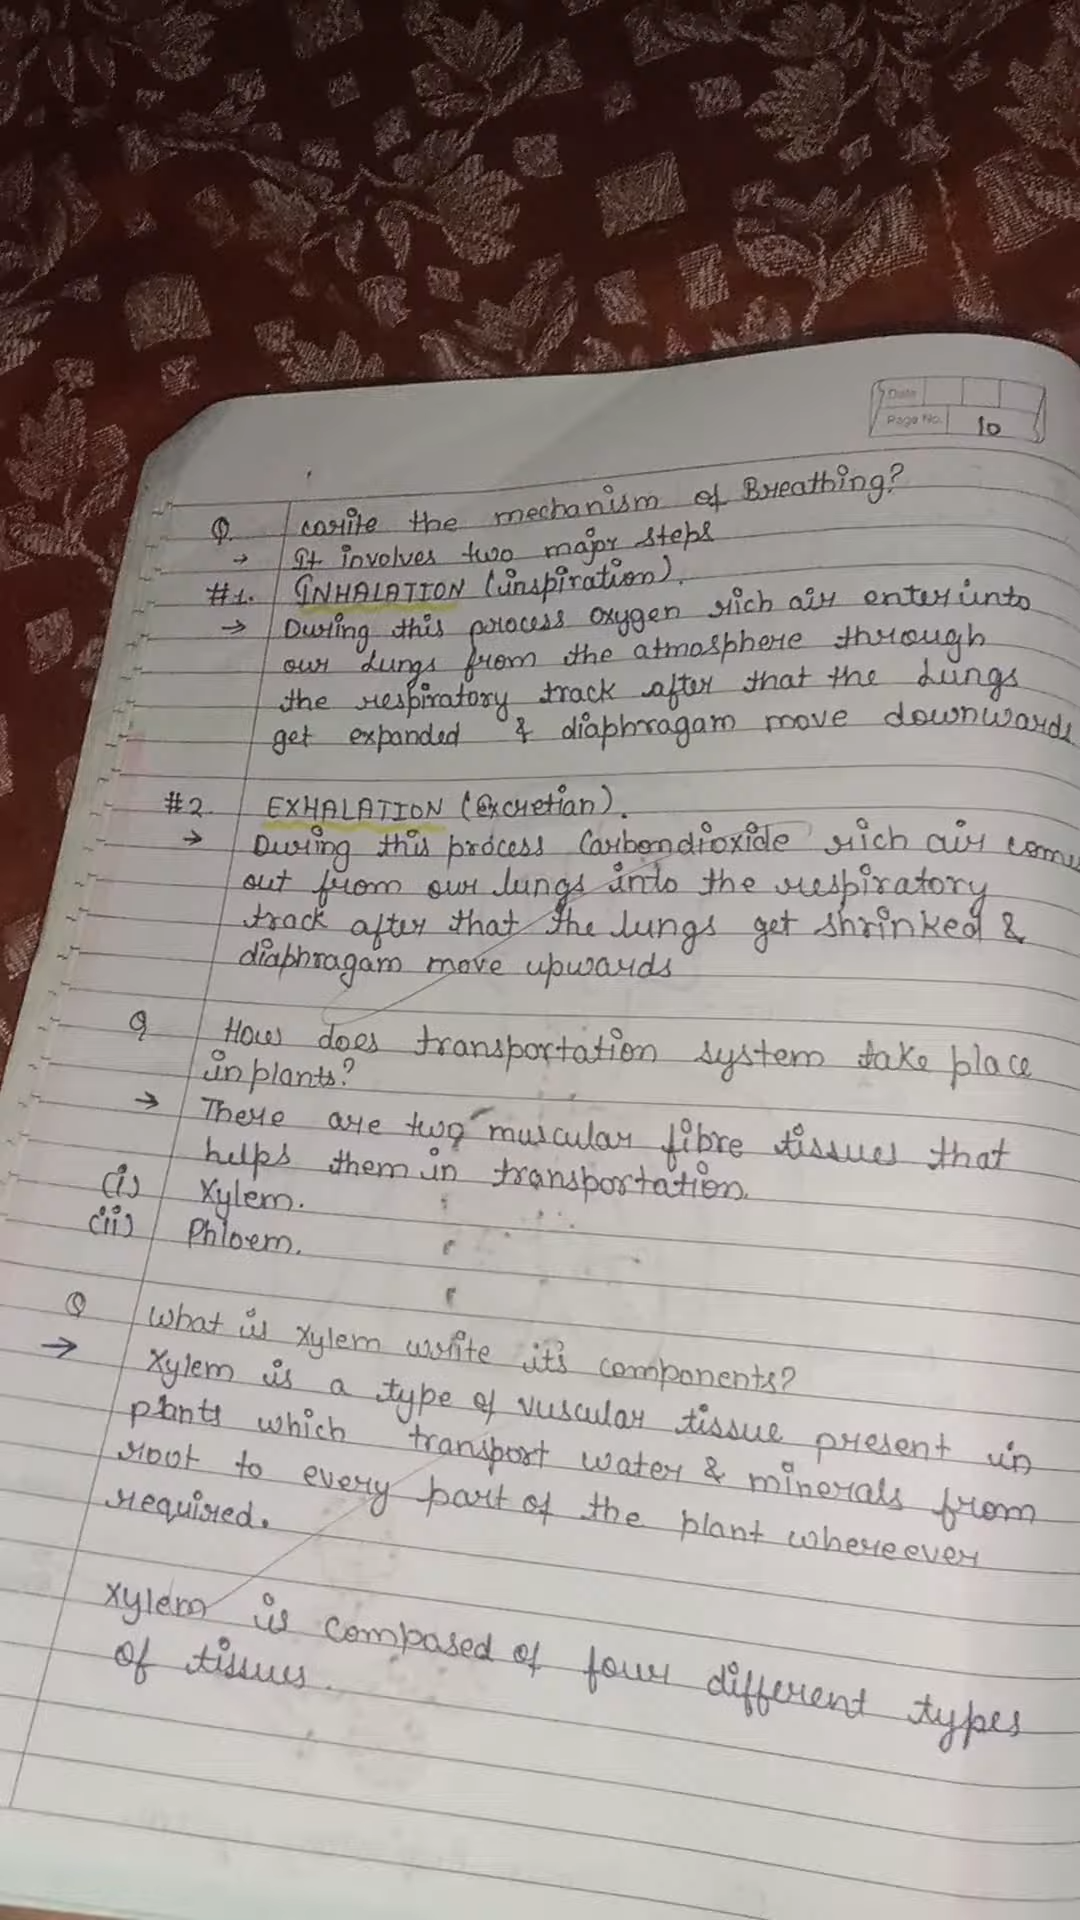 Date
Page No. 10
Q. Write the mechanism of Breathing?
→ It involves two major steps
#1. INHALATION (inspiration).
→ During this process oxygen rich air enter into
our lungs from the atmosphere through
the respiratory track after that the lungs
get expanded & diaphragam move downwards
#2. EXHALATION (Excretian).
→ During this process Carbondioxide rich air come
out from our lungs into the respiratory
track after that the lungs get shrinked &
diaphragam move upwards
Q How does transportation system take place
in plants?
→ There are two muscular fibre tissues that
helps them in transportation.
(i) Xylem.
(ii) Phloem.
Q What is xylem write its components?
→ Xylem is a type of vuscular tissue present in
plants which transport water & minerals from
root to every part of the plant whereever
required.
Xylem is composed of four different types
of tissues.